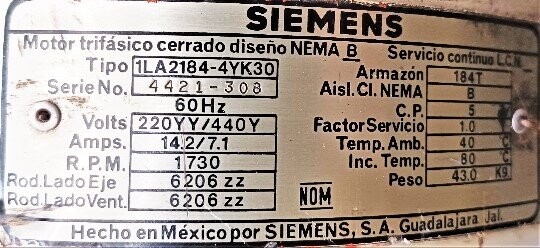 SIEMENS
Motor trifásico cerrado diseño NEMA B Servicio continuo L.C.M.
Tipo 1LA2184-4YK30 Armazón 184T
Serie No. 4421-308 Aisl. Cl. NEMA B
60 Hz C.P. 5
Volts 220YY/440Y Factor Servicio 1.0
Amps. 14.2/7.1 Temp. Amb. 40 °C
R.P.M. 1730 Inc. Temp. 80 °C
Rod. Lado Eje 6206 zz Peso 43.0 Kg.
Rod. Lado Vent. 6206 zz NOM
Hecho en México por SIEMENS, S.A. Guadalajara Jal.